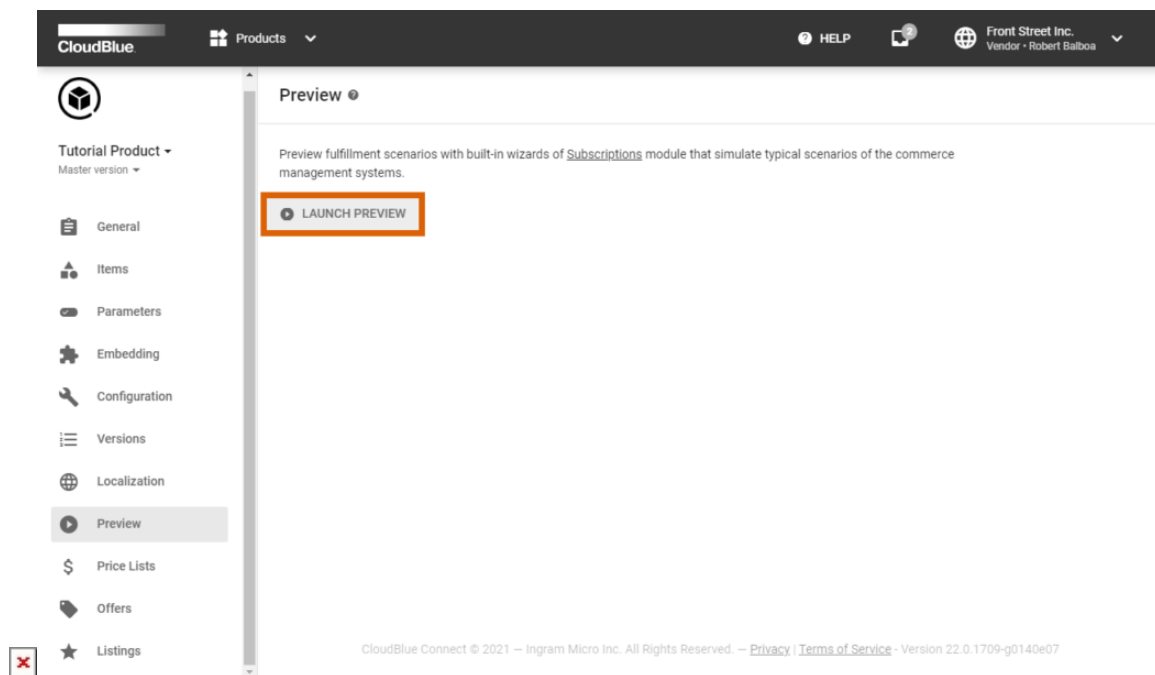 CloudBlue.
Products
HELP
2
Front Street Inc.
Vendor • Robert Balboa
Tutorial Product
Master version
General
Items
Parameters
Embedding
Configuration
Versions
Localization
Preview
$ Price Lists
Offers
Listings
Preview
Preview fulfillment scenarios with built-in wizards of Subscriptions module that simulate typical scenarios of the commerce
management systems.
LAUNCH PREVIEW
CloudBlue Connect © 2021 — Ingram Micro Inc. All Rights Reserved. — Privacy | Terms of Service - Version 22.0.1709-g0140e07